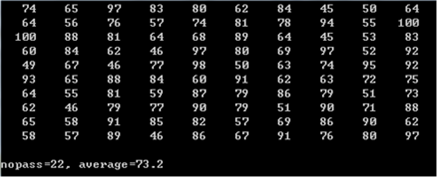 74 65 97 83 80 62 84 45 50 64
64 56 76 57 74 81 78 94 55 100
100 88 81 64 68 89 64 45 53 83
60 84 62 46 97 80 69 97 52 92
49 67 46 77 98 50 63 74 95 92
93 65 88 84 60 91 62 63 72 75
64 55 81 59 87 79 86 79 51 73
62 46 79 77 90 79 51 90 71 88
65 58 91 85 82 57 69 86 90 62
58 57 89 46 86 67 91 76 80 97
nopass=22, average=73.2